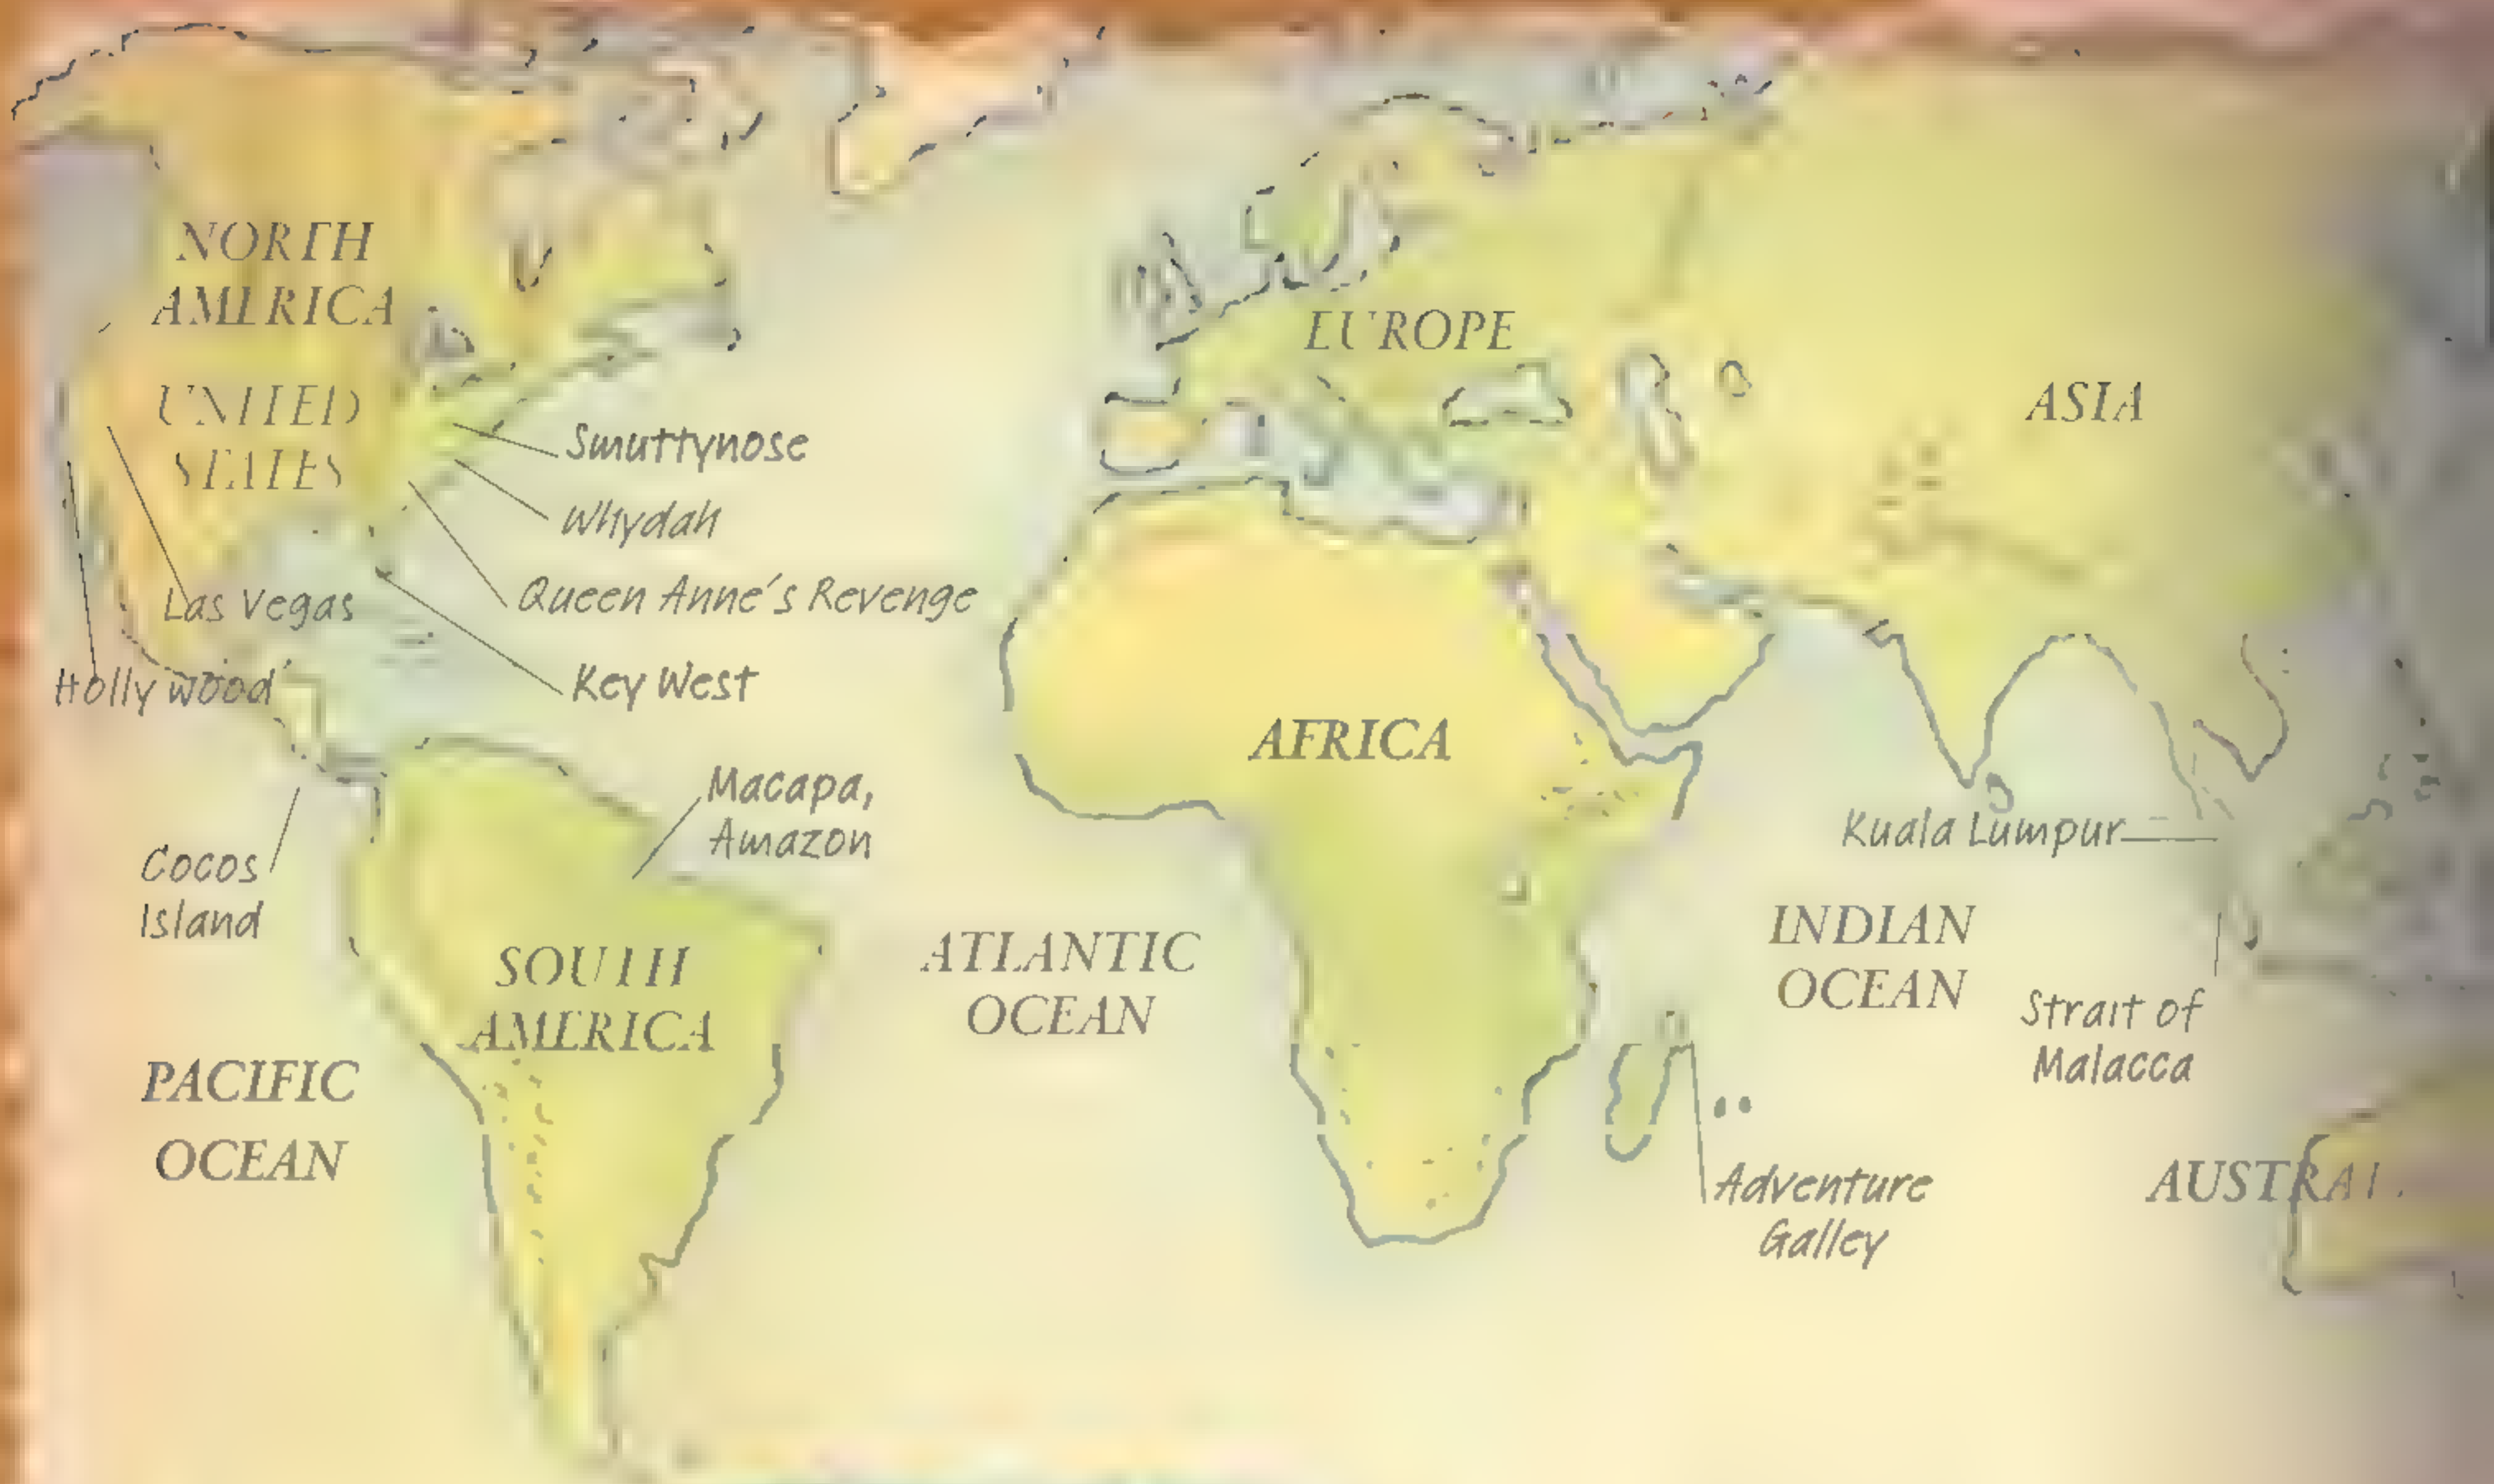 NORTH
AMERICA
UNITED
STATES
Smuttynose
Whydah
Queen Anne's Revenge
Las Vegas
Hollywood
Key West
Macapa,
Amazon
Cocos
Island
SOUTH
AMERICA
PACIFIC
OCEAN
ATLANTIC
OCEAN
EUROPE
ASIA
AFRICA
Kuala Lumpur
INDIAN
OCEAN
Strait of
Malacca
Adventure
Galley
AUSTRAL